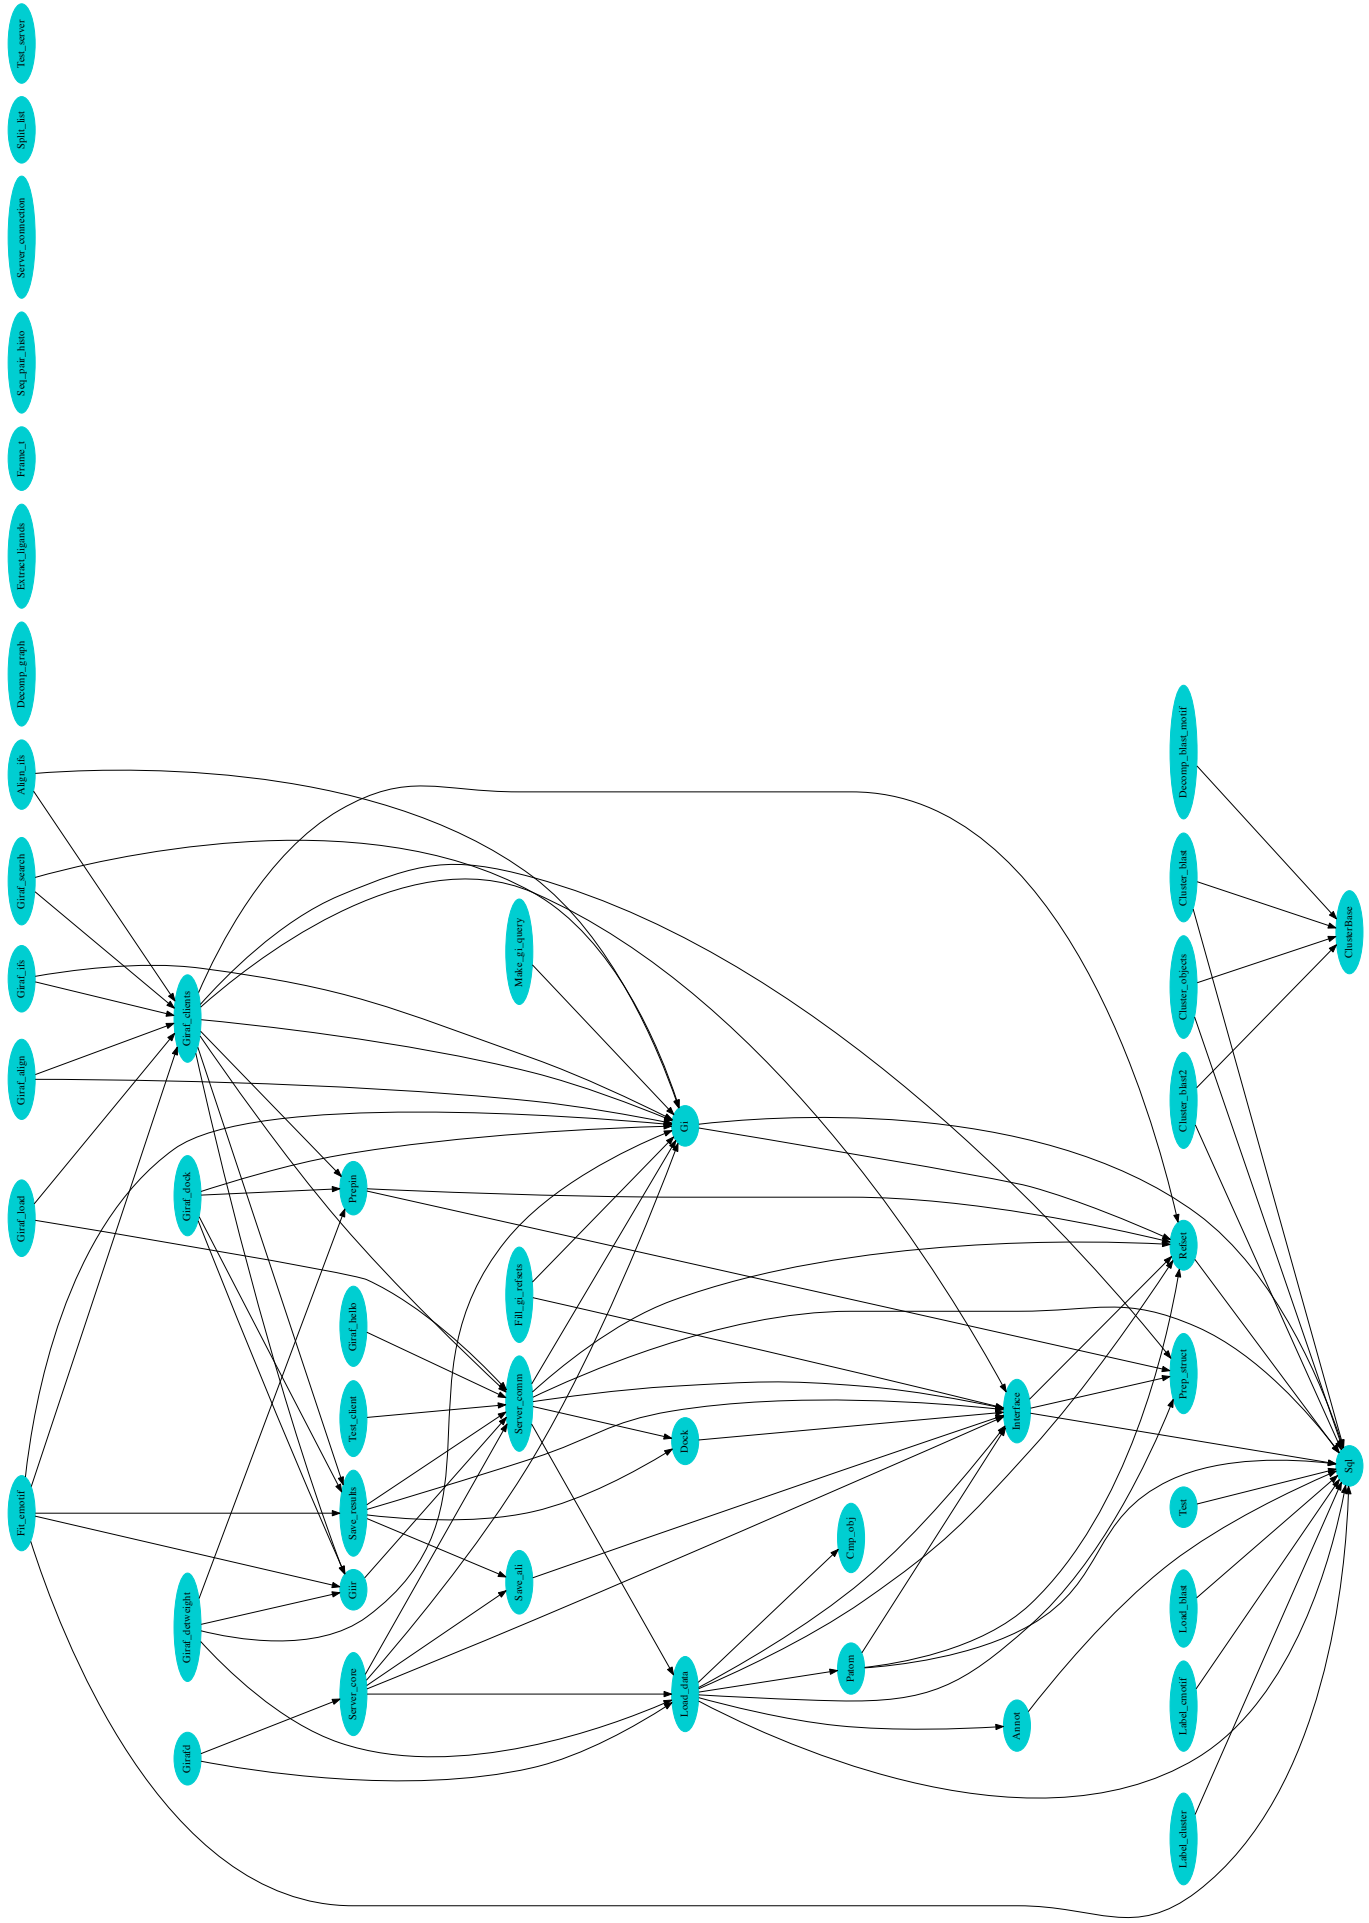 Test_server
Split_list
Server_connection
Seq_pair_histo
Frame_t
Extract_ligands
Decomp_graph
Align_ifs
Giraf_search
Giraf_ifs
Giraf_align
Giraf_load
Fit_emotif
Giraf_clients
Giraf_dock
Giraf_detweight
Girafd
Prepin
Giraf_hello
Test_client
Save_results
Giir
Server_core
Make_gi_query
Fill_gi_refsets
Server_comm
Save_ali
Gi
Dock
Load_data
Cmp_obj
Patom
Interface
Annot
Decomp_blast_motif
Cluster_blast
Cluster_objects
Cluster_blast2
Refset
Prep_struct
Test
Load_blast
Label_emotif
Label_cluster
ClusterBase
Sql